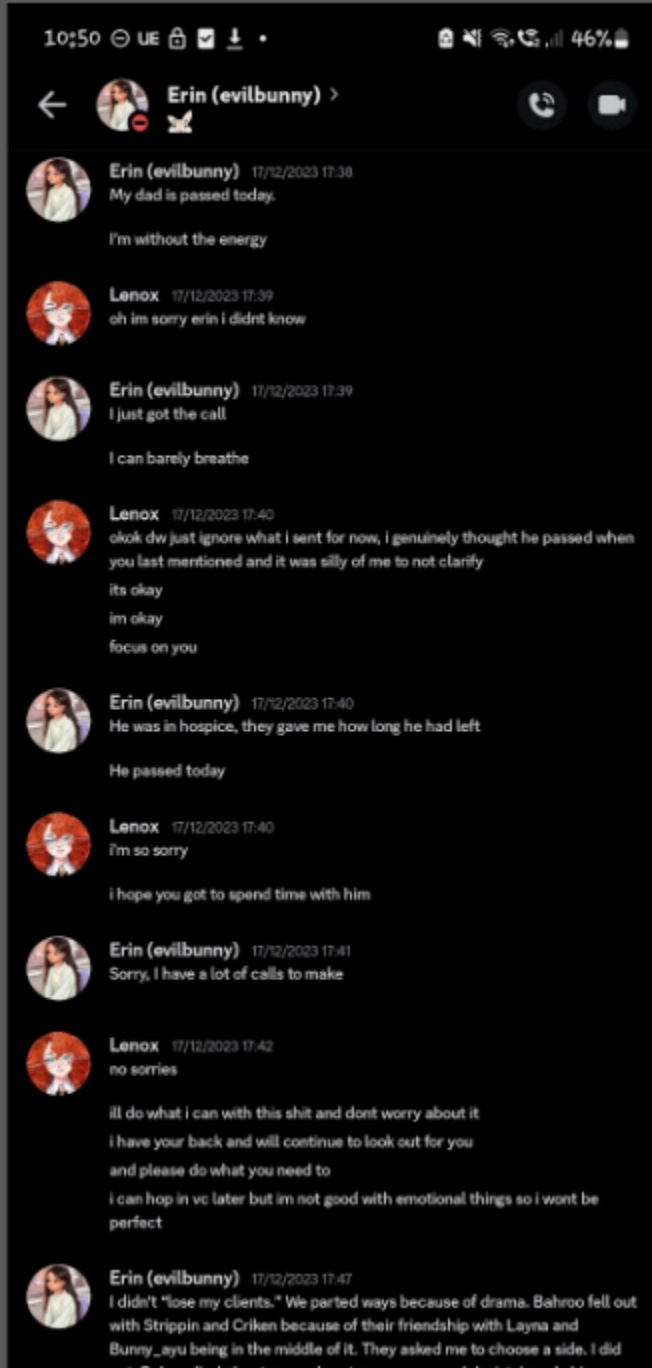 10:50 UE 46%
Erin (evilbunny) >
Erin (evilbunny) 17/12/2023 17:38
My dad is passed today.
I'm without the energy
Lenox 17/12/2023 17:39
oh im sorry erin i didnt know
Erin (evilbunny) 17/12/2023 17:39
I just got the call
I can barely breathe
Lenox 17/12/2023 17:40
okok dw just ignore what i sent for now, i genuinely thought he passed when
you last mentioned and it was silly of me to not clarify
its okay
im okay
focus on you
Erin (evilbunny) 17/12/2023 17:40
He was in hospice, they gave me how long he had left
He passed today
Lenox 17/12/2023 17:40
i'm so sorry
i hope you got to spend time with him
Erin (evilbunny) 17/12/2023 17:41
Sorry, I have a lot of calls to make
Lenox 17/12/2023 17:42
no sorries
ill do what i can with this shit and dont worry about it
i have your back and will continue to look out for you
and please do what you need to
i can hop in vc later but im not good with emotional things so i wont be
perfect
Erin (evilbunny) 17/12/2023 17:47
I didn't "lose my clients." We parted ways because of drama. Bahroo fell out
with Strippin and Criken because of their friendship with Layna and
Bunny_ayu being in the middle of it. They asked me to choose a side. I did